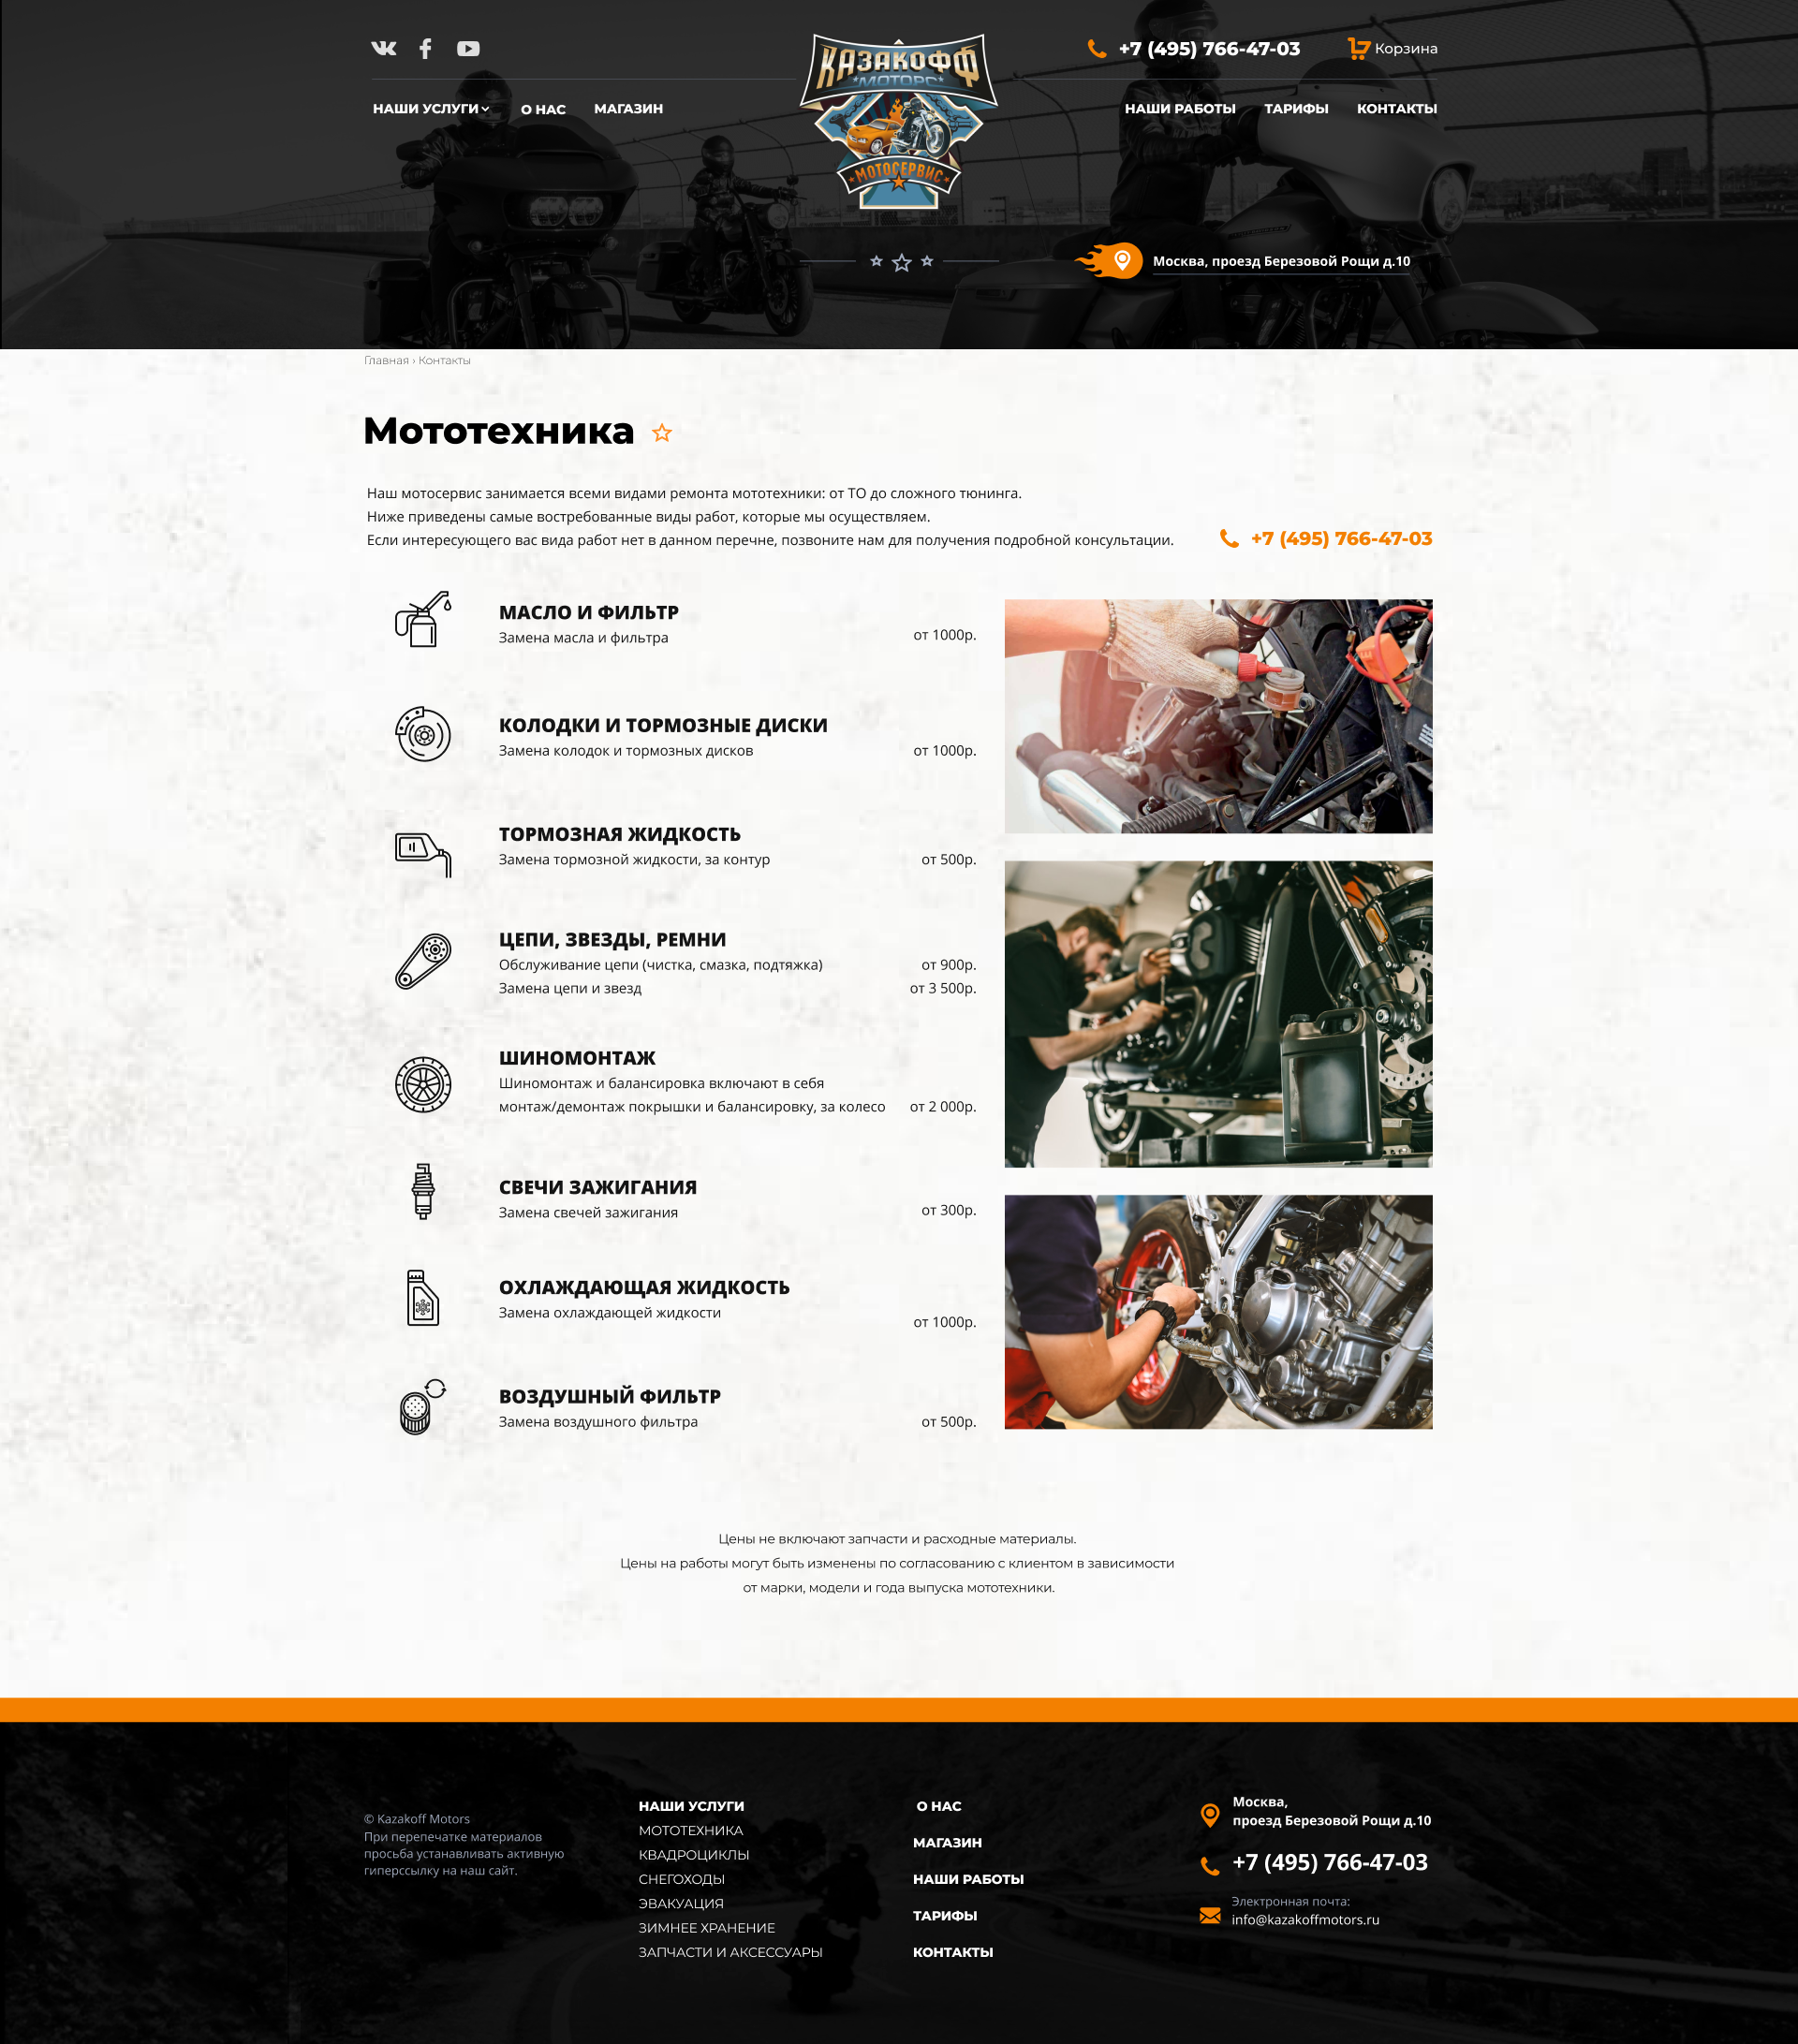 +7 (495) 766-47-03
Корзина
КАЗАКОФФ
МОТОРС
МОТОСЕРВИС
НАШИ УСЛУГИ
О НАС
МАГАЗИН
НАШИ РАБОТЫ
ТАРИФЫ
КОНТАКТЫ
Москва, проезд Березовой Рощи д.10
Главная › Контакты
Мототехника
Наш мотосервис занимается всеми видами ремонта мототехники: от ТО до сложного тюнинга.
Ниже приведены самые востребованные виды работ, которые мы осуществляем.
Если интересующего вас вида работ нет в данном перечне, позвоните нам для получения подробной консультации.
+7 (495) 766-47-03
МАСЛО И ФИЛЬТР
Замена масла и фильтра
от 1000р.
КОЛОДКИ И ТОРМОЗНЫЕ ДИСКИ
Замена колодок и тормозных дисков
от 1000р.
ТОРМОЗНАЯ ЖИДКОСТЬ
Замена тормозной жидкости, за контур
от 500р.
ЦЕПИ, ЗВЕЗДЫ, РЕМНИ
Обслуживание цепи (чистка, смазка, подтяжка)
от 900р.
Замена цепи и звезд
от 3 500р.
ШИНОМОНТАЖ
Шиномонтаж и балансировка включают в себя
монтаж/демонтаж покрышки и балансировку, за колесо
от 2 000р.
СВЕЧИ ЗАЖИГАНИЯ
Замена свечей зажигания
от 300р.
ОХЛАЖДАЮЩАЯ ЖИДКОСТЬ
Замена охлаждающей жидкости
от 1000р.
ВОЗДУШНЫЙ ФИЛЬТР
Замена воздушного фильтра
от 500р.
Цены не включают запчасти и расходные материалы.
Цены на работы могут быть изменены по согласованию с клиентом в зависимости
от марки, модели и года выпуска мототехники.
© Kazakoff Motors
При перепечатке материалов
просьба устанавливать активную
гиперссылку на наш сайт.
НАШИ УСЛУГИ
МОТОТЕХНИКА
КВАДРОЦИКЛЫ
СНЕГОХОДЫ
ЭВАКУАЦИЯ
ЗИМНЕЕ ХРАНЕНИЕ
ЗАПЧАСТИ И АКСЕССУАРЫ
О НАС
МАГАЗИН
НАШИ РАБОТЫ
ТАРИФЫ
КОНТАКТЫ
Москва,
проезд Березовой Рощи д.10
+7 (495) 766-47-03
Электронная почта:
info@kazakoffmotors.ru